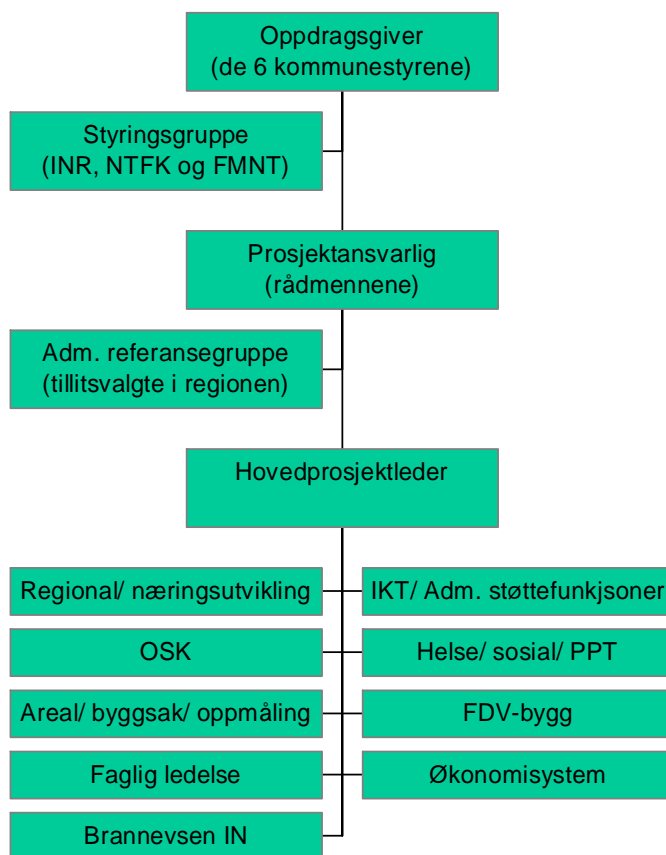 Oppdragsgiver
(de 6 kommunestyrene)
Styringsgruppe
(INR, NTFK og FMNT)
Prosjektansvarlig
(rådmennene)
Adm. referansegruppe
(tillitsvalgte i regionen)
Hovedprosjektleder
Regional/ næringsutvikling
IKT/ Adm. støttefunkjsoner
OSK
Helse/ sosial/ PPT
Areal/ byggsak/ oppmåling
FDV-bygg
Faglig ledelse
Økonomisystem
Brannevsen IN